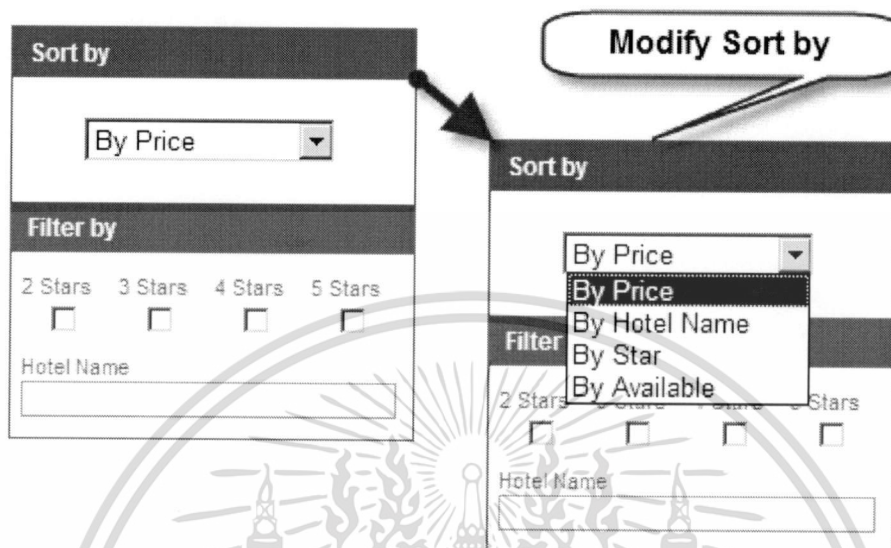 Sort by
By Price
Filter by
2 Stars 3 Stars 4 Stars 5 Stars
Hotel Name
Modify Sort by
Sort by
By Price
By Price
By Hotel Name
By Star
By Available
Filter
2 Stars Stars
Hotel Name